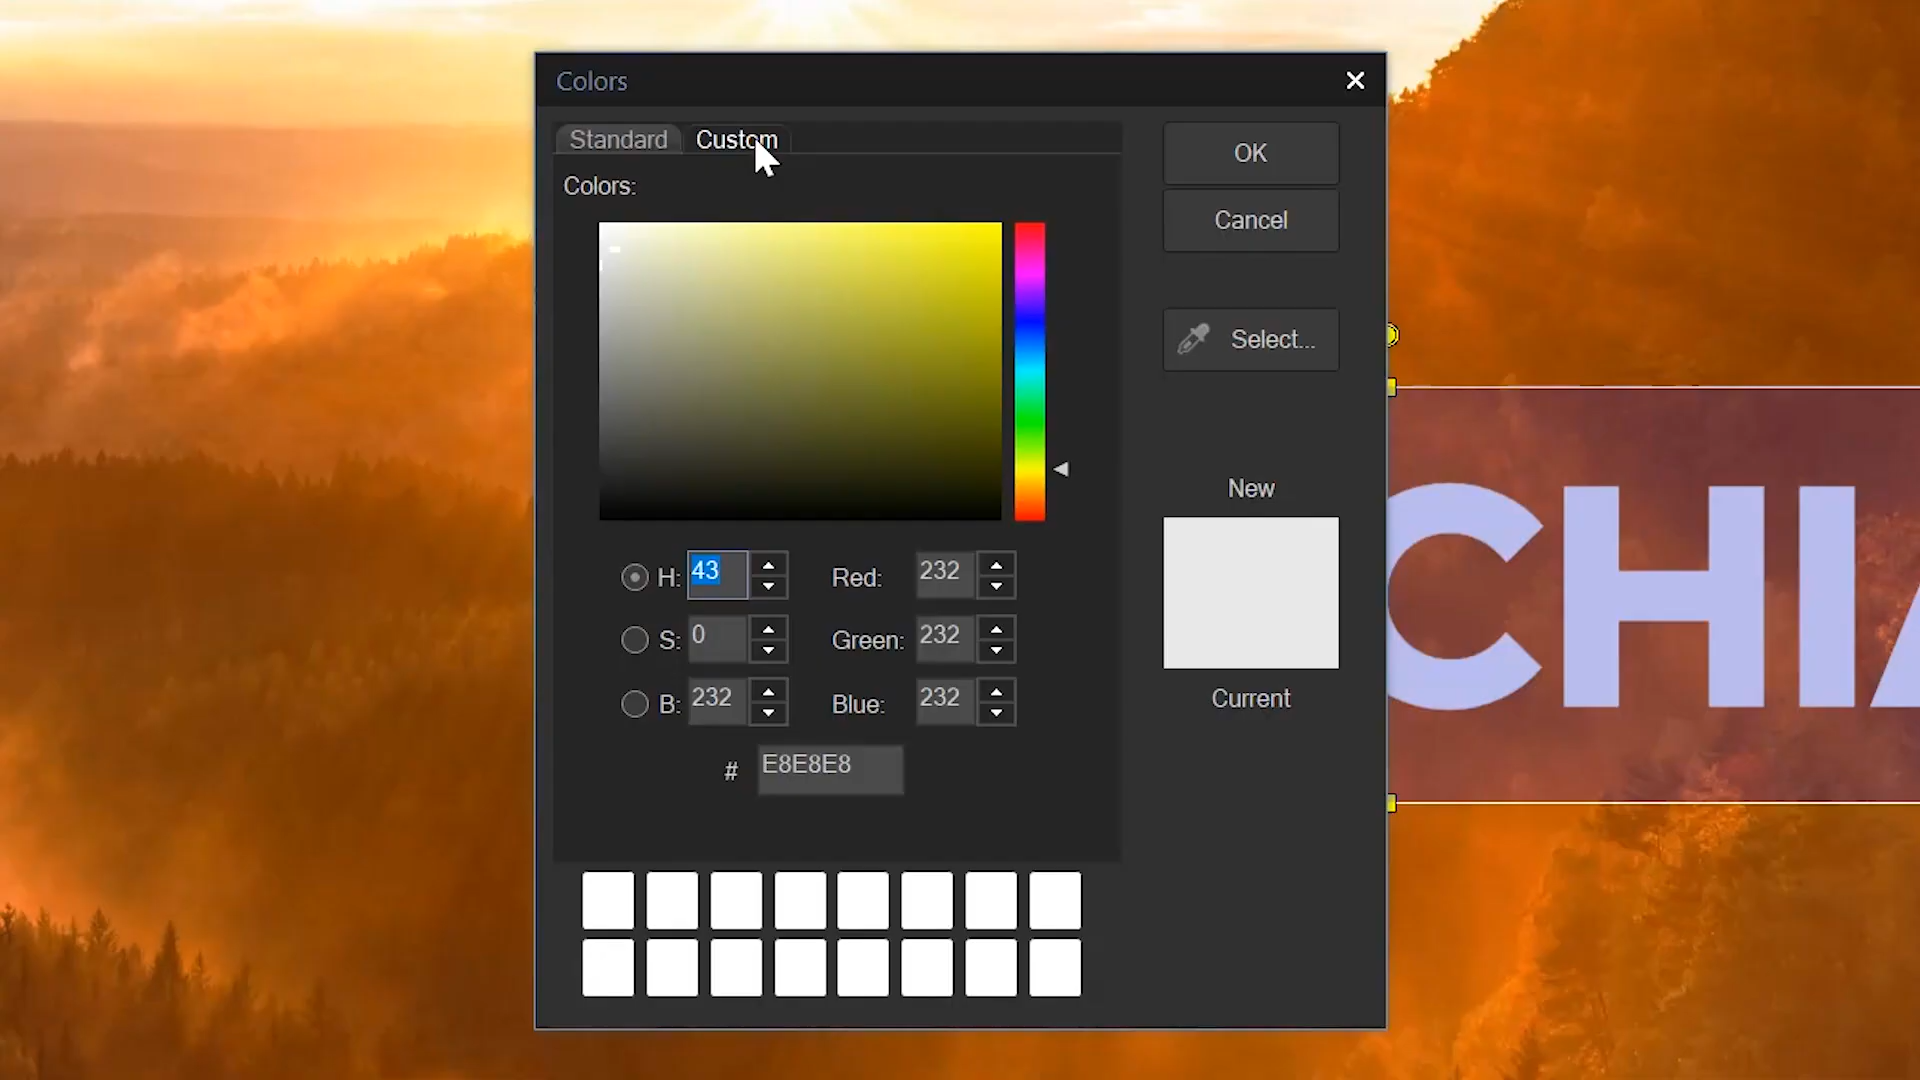 Colors
Standard Custom
Colors:
OK
Cancel
Select...
New
Current
H: 43 Red: 232
S: 0 Green: 232
B: 232 Blue: 232
# E8E8E8
CHIA